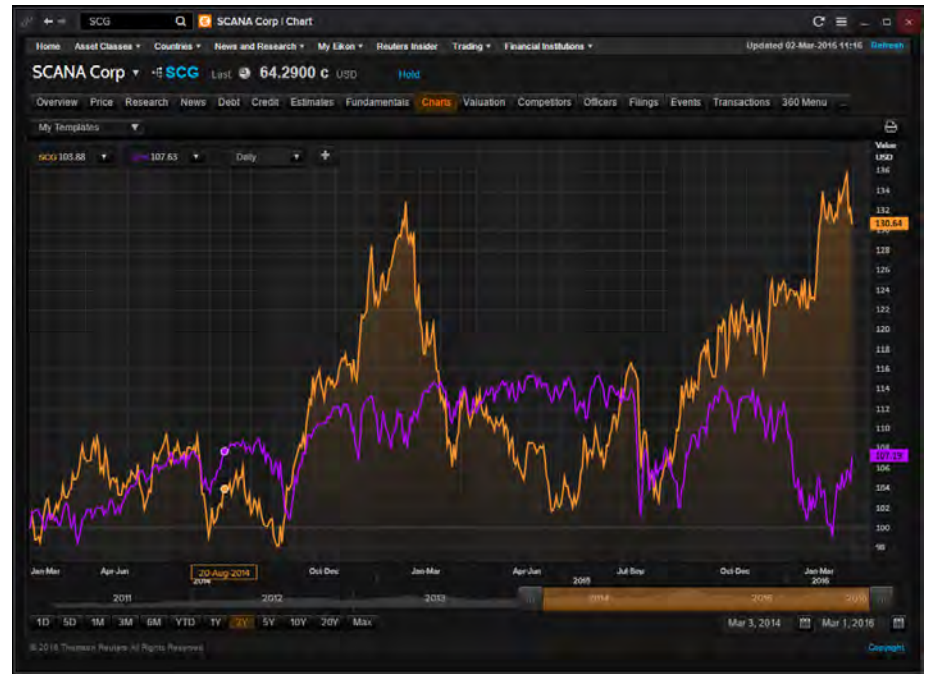 SCG SCANA Corp | Chart
Home Asset Classes Countries News and Research My Eikon Reuters Insider Trading Financial Institutions Updated 02-Mar-2016 11:16 Refresh
SCANA Corp SCG Last 64.2900 c USD Hold
Overview Price Research News Debt Credit Estimates Fundamentals Charts Valuation Competitors Officers Filings Events Transactions 360 Menu ...
My Templates
SCG 103.88 107.63 Daily +
Value
USD
136
134
132
130.64
130
128
126
124
122
120
118
116
114
112
110
108
107.19
106
104
102
100
98
Jan-Mar Apr-Jun 20-Aug-2014 Oct-Dec Jan-Mar Apr-Jun Jul-Sep Oct-Dec Jan-Mar
2014 2015 2016
2011 2012 2013 2014 2015 2016
1D 5D 1M 3M 6M YTD 1Y 2Y 5Y 10Y 20Y Max Mar 3, 2014 Mar 1, 2016
© 2016 Thomson Reuters All Rights Reserved Copyright